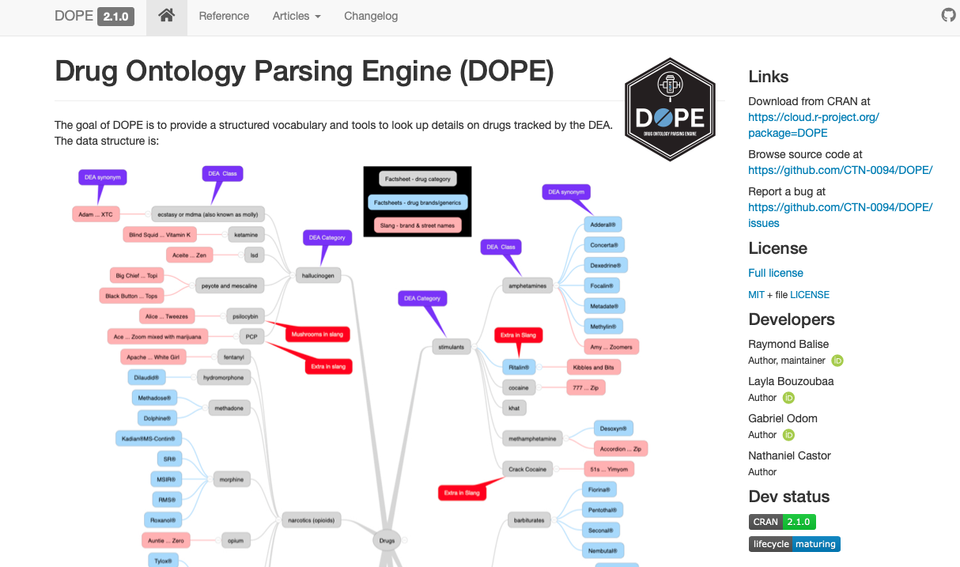 DOPE 2.1.0
Reference
Articles
Changelog
Drug Ontology Parsing Engine (DOPE)
DOPE
DRUG ONTOLOGY PARSING ENGINE
The goal of DOPE is to provide a structured vocabulary and tools to look up details on drugs tracked by the DEA.
The data structure is:
DEA synonym
DEA Class
Adam ... XTC
ecstasy or mdma (also known as molly)
Blind Squid ... Vitamin K
ketamine
DEA Category
Aceite ... Zen
lsd
Big Chief ... Topi
peyote and mescaline
hallucinogen
Black Button ... Tops
Alice ... Tweezes
psilocybin
Mushrooms in slang
Ace ... Zoom mixed with marijuana
PCP
Extra in slang
Apache ... White Girl
fentanyl
Dilaudid®
hydromorphone
Methadose®
methadone
Dolphine®
Kadian®MS-Contin®
SR®
MSIR®
morphine
RMS®
Roxanol®
narcotics (opioids)
Auntie ... Zero
opium
Tylox®
Drugs
Factsheet - drug category
Factsheets - drug brands/generics
Slang - brand & street names
DEA synonym
DEA Class
Adderall®
Concerta®
Dexedrine®
DEA Category
amphetamines
Focalin®
Metadate®
Methylin®
Extra in Slang
stimulants
Amy ... Zoomers
Ritalin®
Kibbles and Bits
cocaine
777 ... Zip
khat
methamphetamine
Desoxyn®
Accordion ... Zip
Crack Cocaine
51s ... Yimyom
Extra in Slang
Fiorina®
barbiturates
Pentothal®
Seconal®
Nembutal®
Links
Download from CRAN at
https://cloud.r-project.org/
package=DOPE
Browse source code at
https://github.com/CTN-0094/DOPE/
Report a bug at
https://github.com/CTN-0094/DOPE/
issues
License
Full license
MIT + file LICENSE
Developers
Raymond Balise
Author, maintainer iD
Layla Bouzoubaa
Author iD
Gabriel Odom
Author iD
Nathaniel Castor
Author
Dev status
CRAN 2.1.0
lifecycle maturing